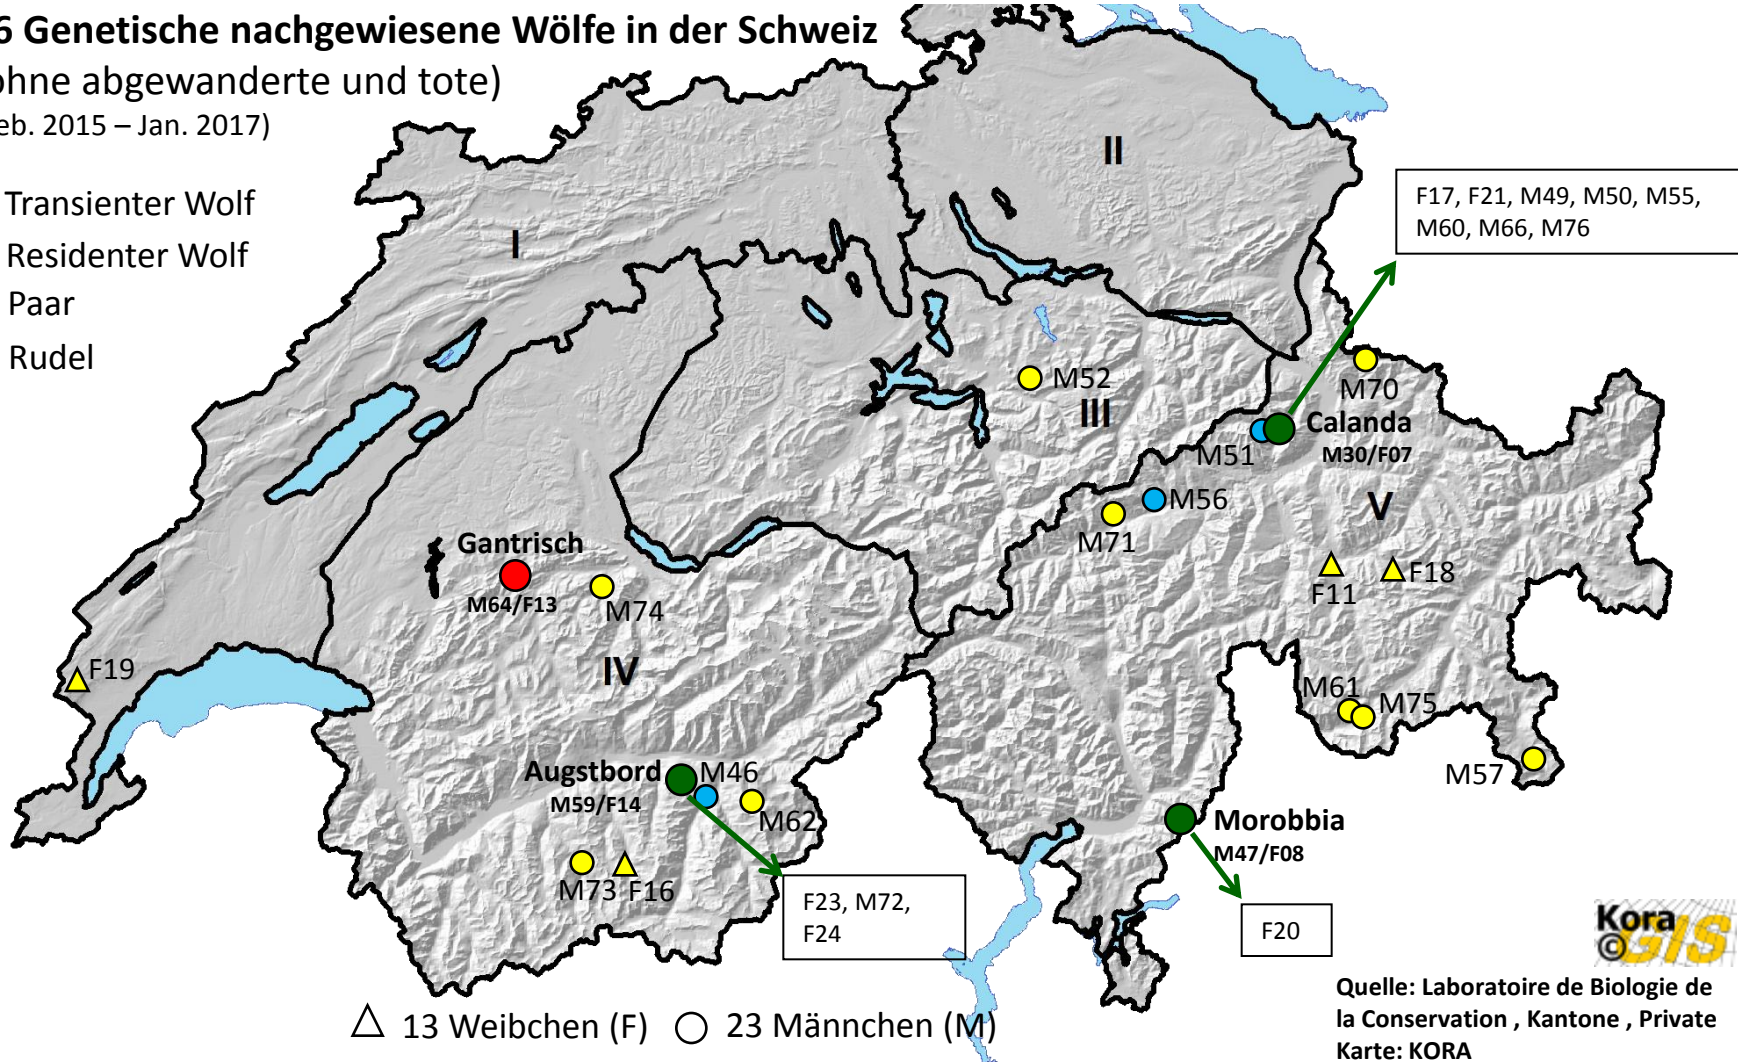 6 Genetische nachgewiesene Wölfe in der Schweiz
ohne abgewanderte und tote)
eb. 2015 – Jan. 2017)
Transienter Wolf
Residenter Wolf
Paar
Rudel
I
II
III
IV
V
F17, F21, M49, M50, M55,
M60, M66, M76
M52
M70
Calanda
M30/F07
M51
M56
M71
Gantrisch
M64/F13
M74
F11
F18
F19
M61
M75
M57
Augstbord
M59/F14
M46
M62
M73
F16
Morobbia
M47/F08
F23, M72,
F24
F20
13 Weibchen (F)
23 Männchen (M)
Kora
© GIS
Quelle: Laboratoire de Biologie de
la Conservation , Kantone , Private
Karte: KORA